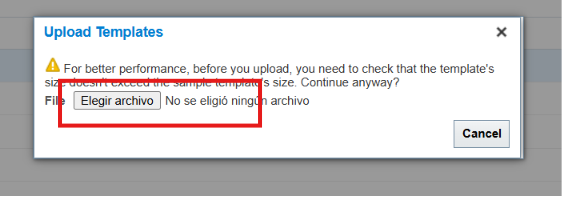 Upload Templates
For better performance, before you upload, you need to check that the template's
size doesn't exceed the sample template's size. Continue anyway?
File Elegir archivo No se eligió ningún archivo
Cancel